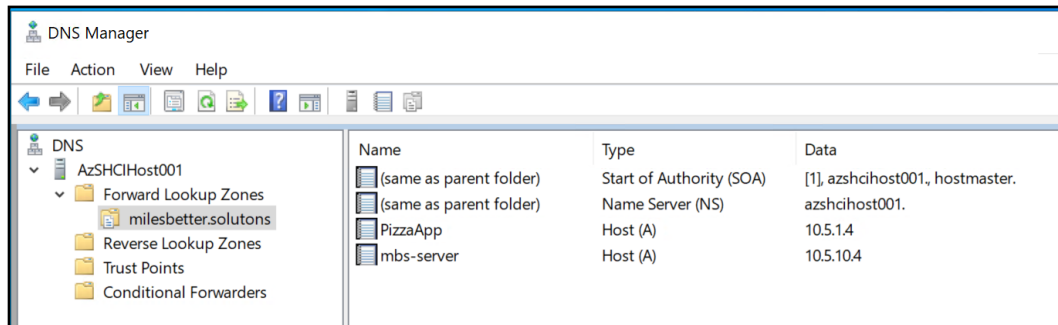 DNS Manager
File Action View Help
DNS
AzSHCIHost001
Forward Lookup Zones
milesbetter.solutons
Reverse Lookup Zones
Trust Points
Conditional Forwarders
Name Type Data
(same as parent folder) Start of Authority (SOA) [1], azshcihost001., hostmaster.
(same as parent folder) Name Server (NS) azshcihost001.
PizzaApp Host (A) 10.5.1.4
mbs-server Host (A) 10.5.10.4